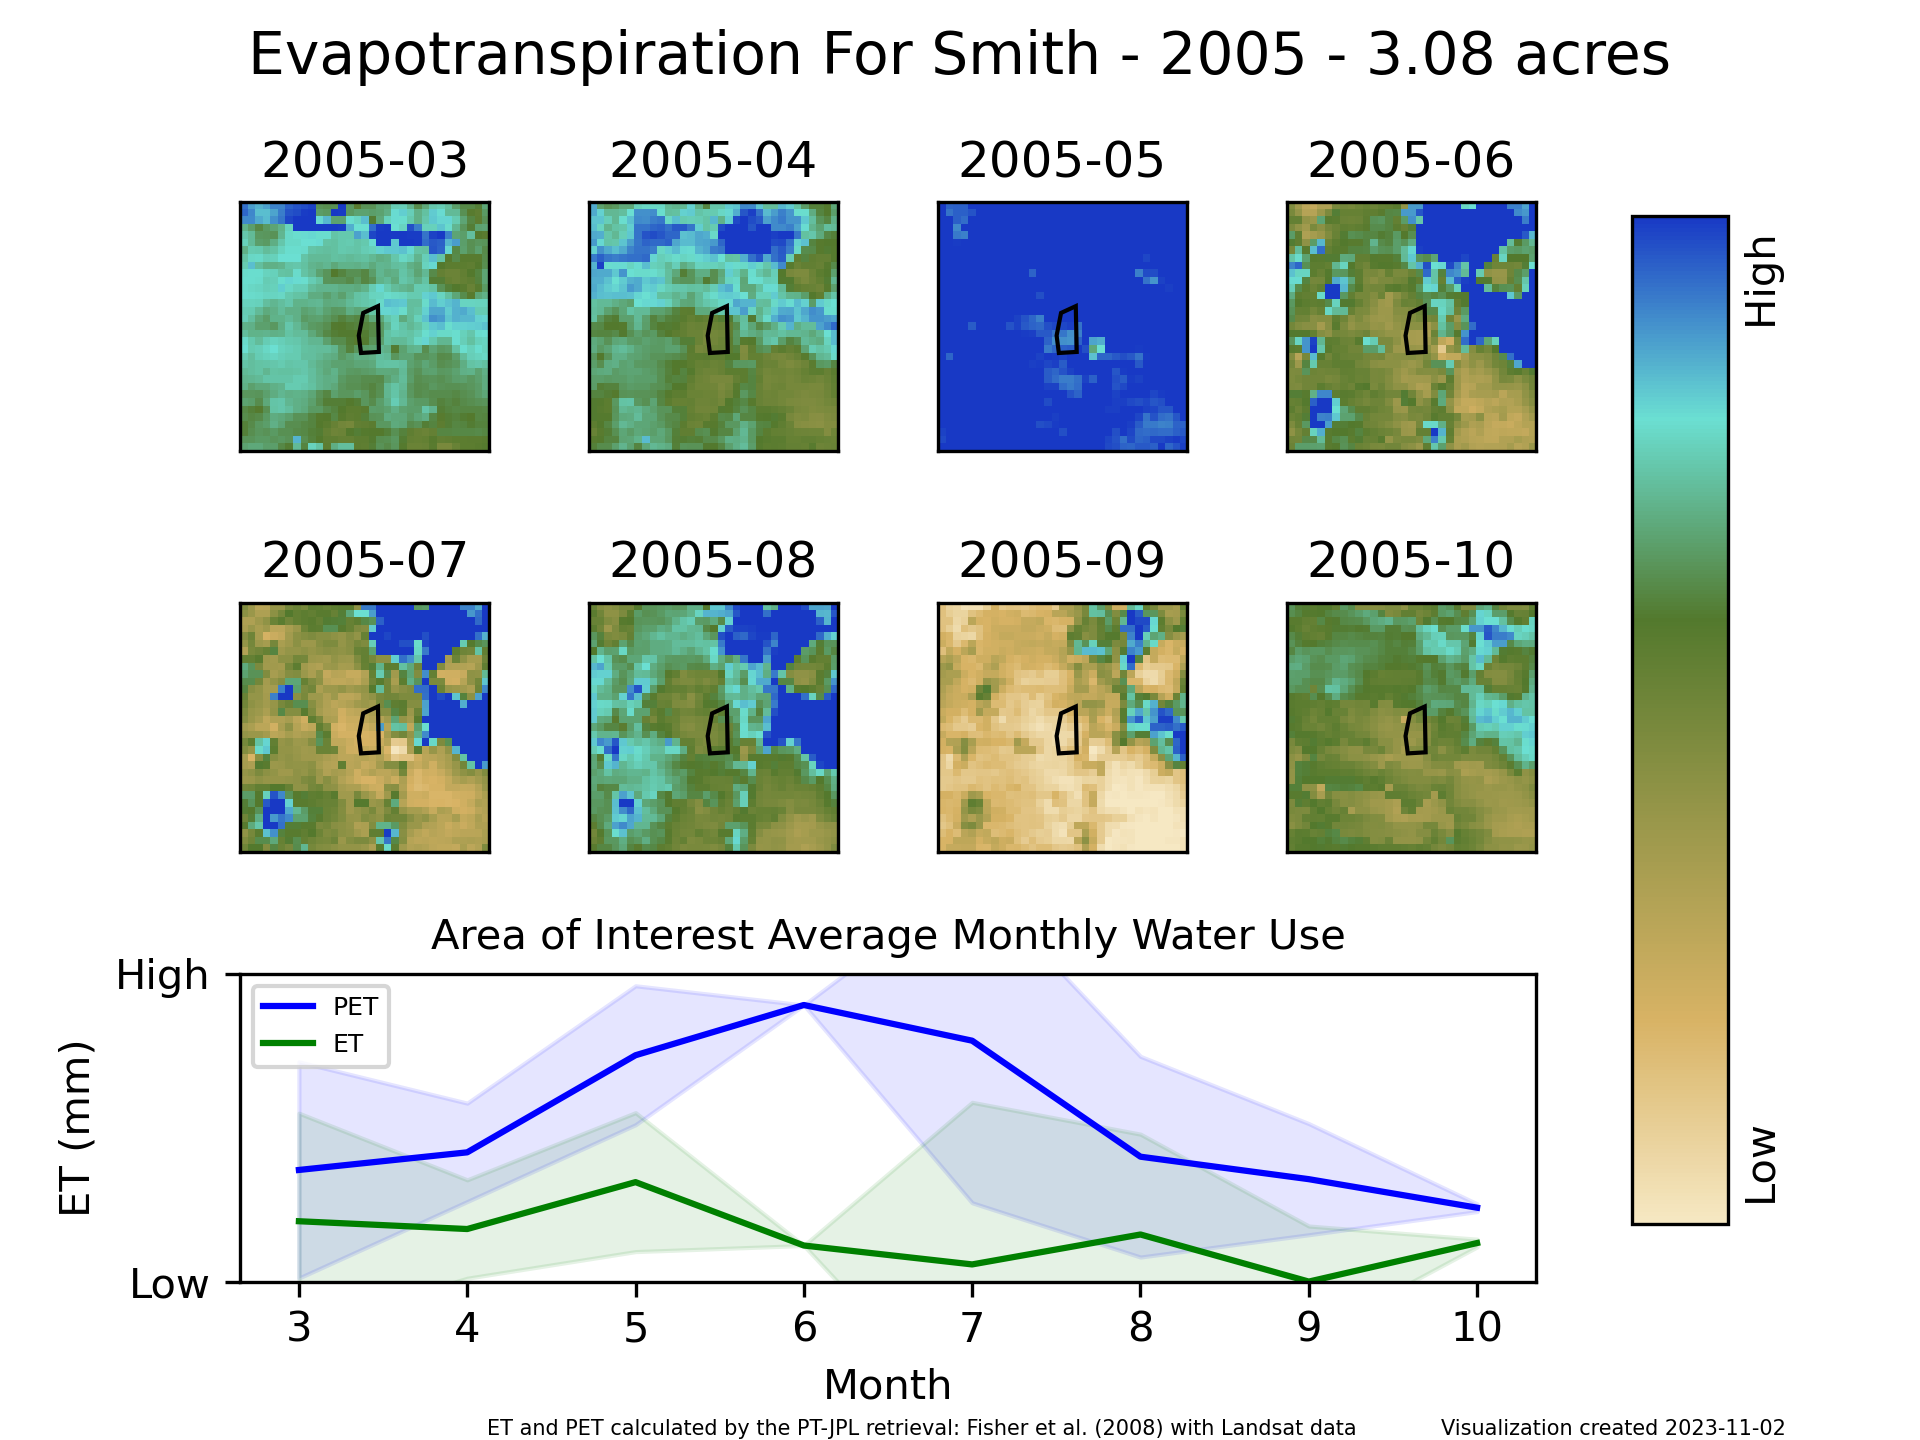 Evapotranspiration For Smith - 2005 - 3.08 acres
2005-03 2005-04 2005-05 2005-06
High
2005-07 2005-08 2005-09 2005-10
Low
Area of Interest Average Monthly Water Use
High
PET
ET
ET (mm)
Low
3 4 5 6 7 8 9 10
Month
ET and PET calculated by the PT-JPL retrieval: Fisher et al. (2008) with Landsat data
Visualization created 2023-11-02